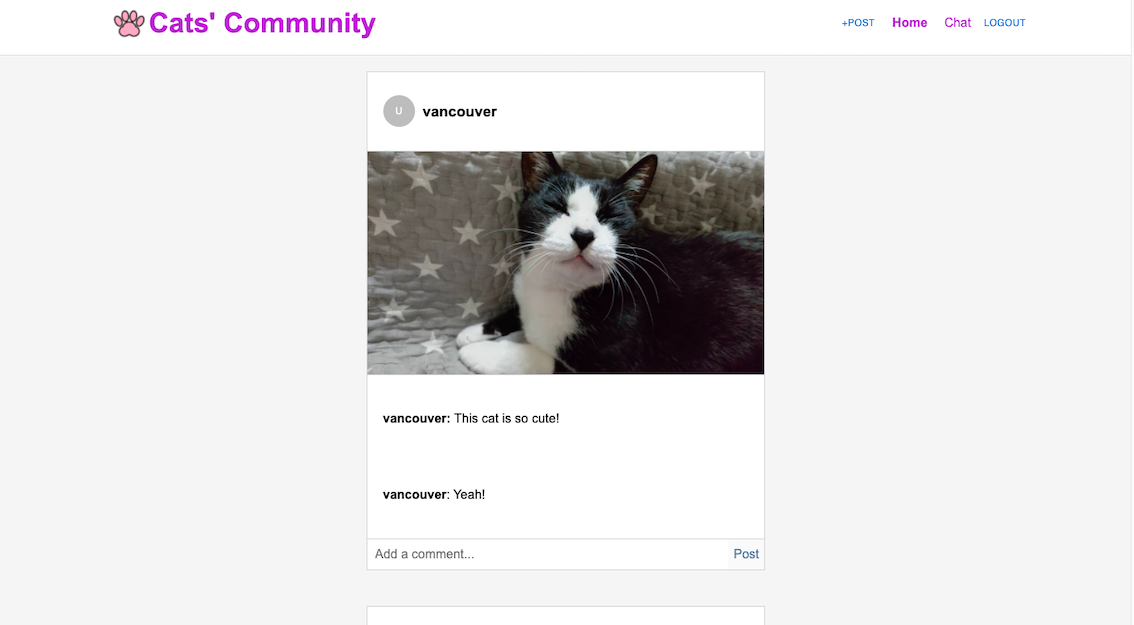 Cats' Community
+POST Home Chat LOGOUT
U vancouver
vancouver: This cat is so cute!
vancouver: Yeah!
Add a comment... Post